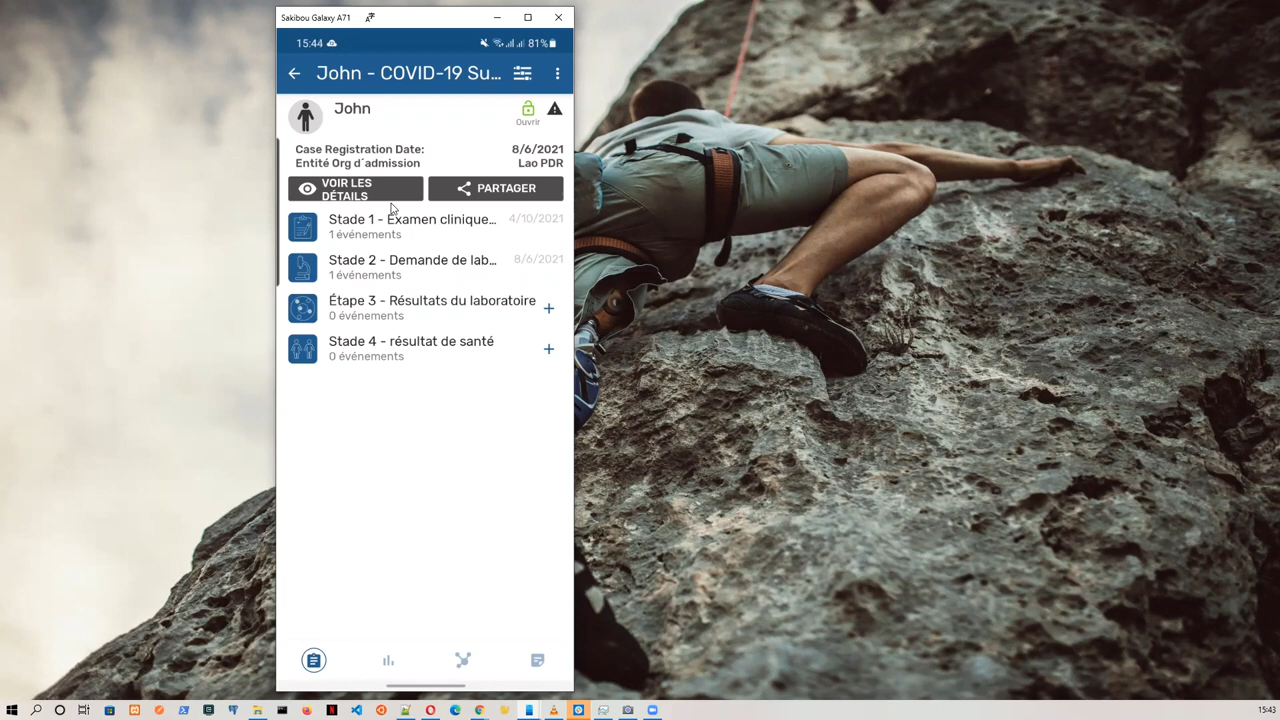 Sakibou Galaxy A71
15:44
81%
John - COVID-19 Su...
John
Ouvrir
Case Registration Date:
8/6/2021
Entité Org d´admission
Lao PDR
VOIR LES
DÉTAILS
PARTAGER
Stade 1 - Examen clinique...
4/10/2021
1 événements
Stade 2 - Demande de lab...
8/6/2021
1 événements
Étape 3 - Résultats du laboratoire
0 événements
Stade 4 - résultat de santé
0 événements
15:43